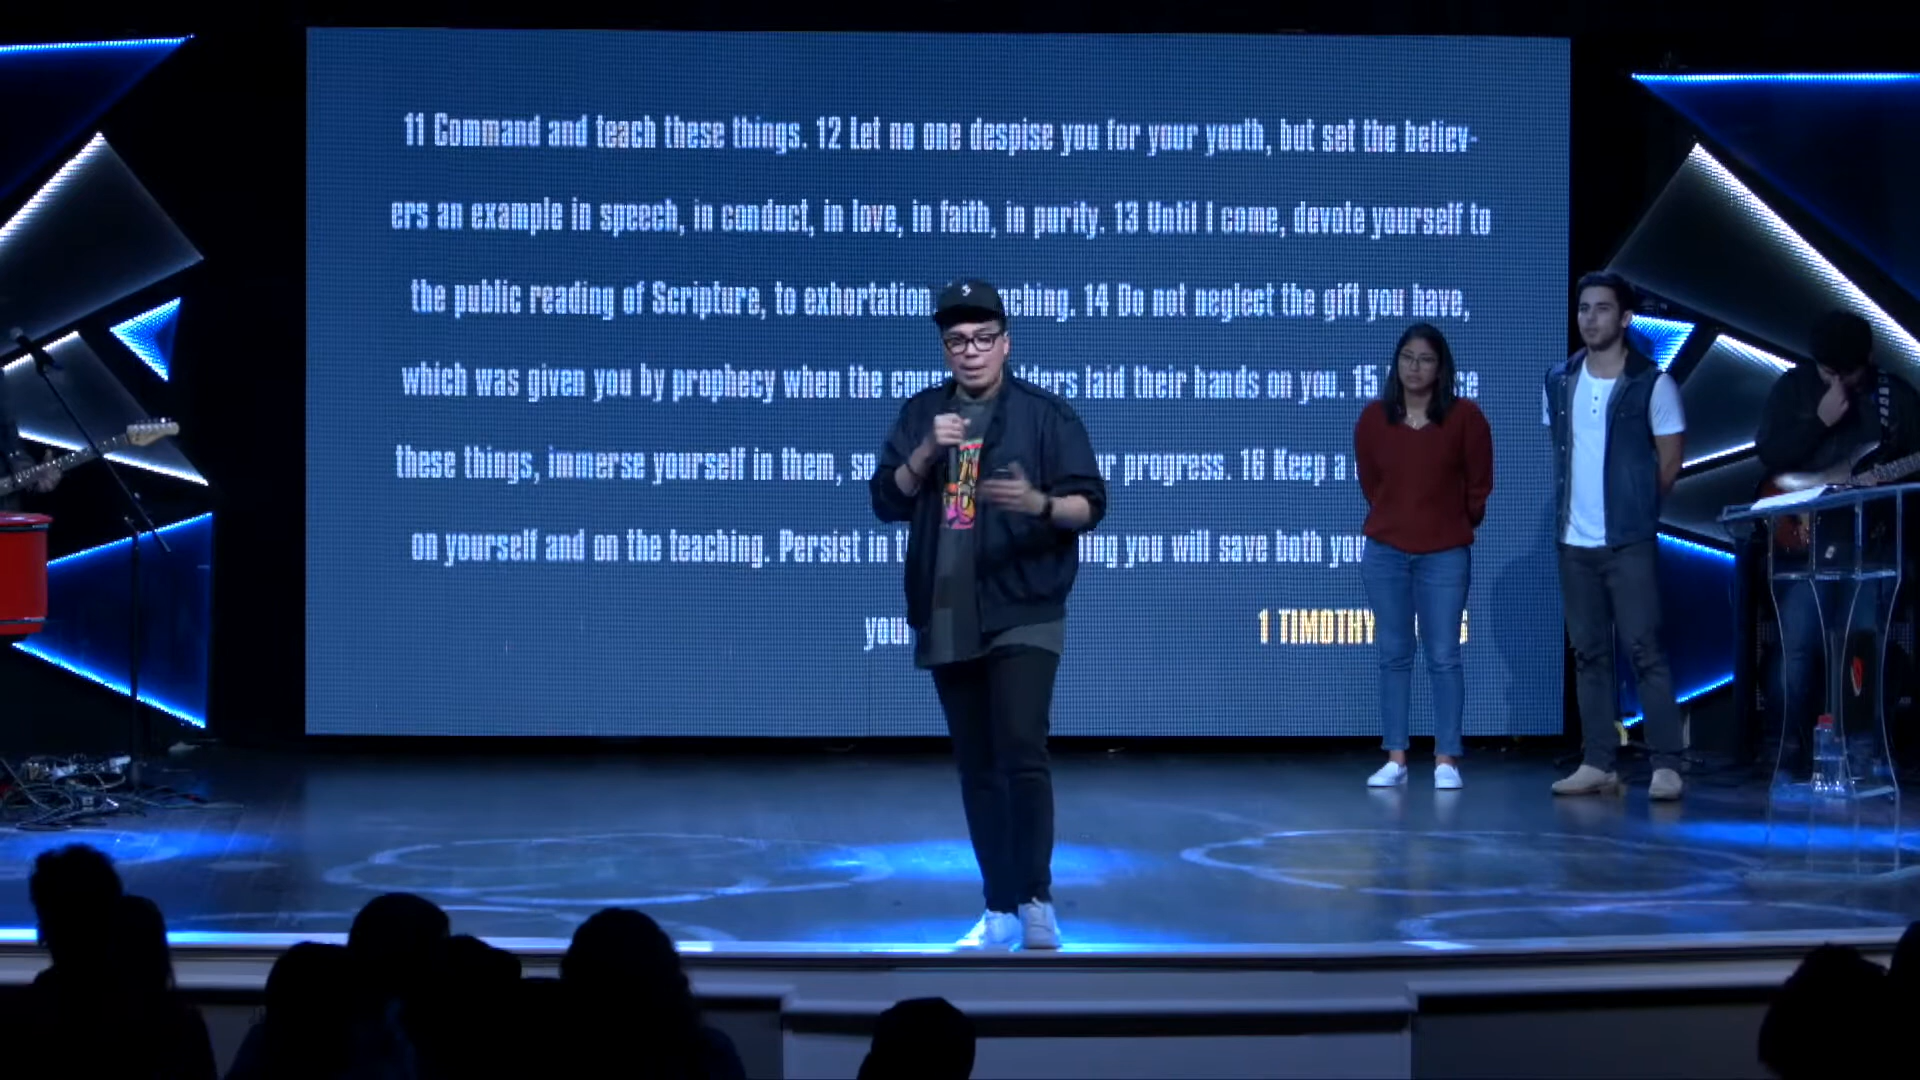 11 Command and teach these things. 12 Let no one despise you for your youth, but set the believ-
ers an example in speech, in conduct, in love, in faith, in purity. 13 Until I come, devote yourself to
the public reading of Scripture, to exhortation, ching. 14 Do not neglect the gift you have,
which was given you by prophecy when the lders laid their hands on you. 15 se
these things, immerse yourself in them, so r progress. 16 Keep a
on yourself and on the teaching. Persist in ing you will save both
1 TIMOTHY